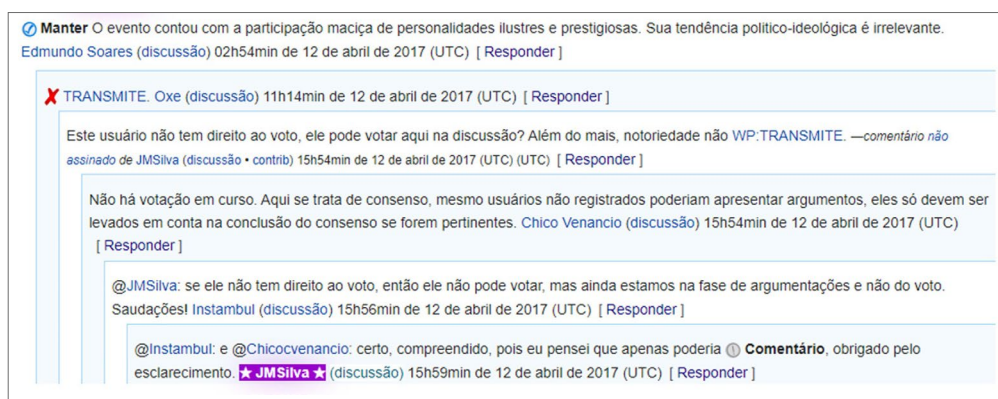 Manter O evento contou com a participação maciça de personalidades ilustres e prestigiosas. Sua tendência politico-ideológica é irrelevante.
Edmundo Soares (discussão) 02h54min de 12 de abril de 2017 (UTC) [ Responder ]
TRANSMITE. Oxe (discussão) 11h14min de 12 de abril de 2017 (UTC) [ Responder ]
Este usuário não tem direito ao voto, ele pode votar aqui na discussão? Além do mais, notoriedade não WP:TRANSMITE. —comentário não
assinado de JMSilva (discussão • contrib) 15h54min de 12 de abril de 2017 (UTC) (UTC) [ Responder ]
Não há votação em curso. Aqui se trata de consenso, mesmo usuários não registrados poderiam apresentar argumentos, eles só devem ser
levados em conta na conclusão do consenso se forem pertinentes. Chico Venancio (discussão) 15h54min de 12 de abril de 2017 (UTC)
[ Responder ]
@JMSilva: se ele não tem direito ao voto, então ele não pode votar, mas ainda estamos na fase de argumentações e não do voto.
Saudações! Instambul (discussão) 15h56min de 12 de abril de 2017 (UTC) [ Responder ]
@Instambul: e @Chicocvenancio: certo, compreendido, pois eu pensei que apenas poderia Comentário, obrigado pelo
esclarecimento. ★ JMSilva ★ (discussão) 15h59min de 12 de abril de 2017 (UTC) [ Responder ]